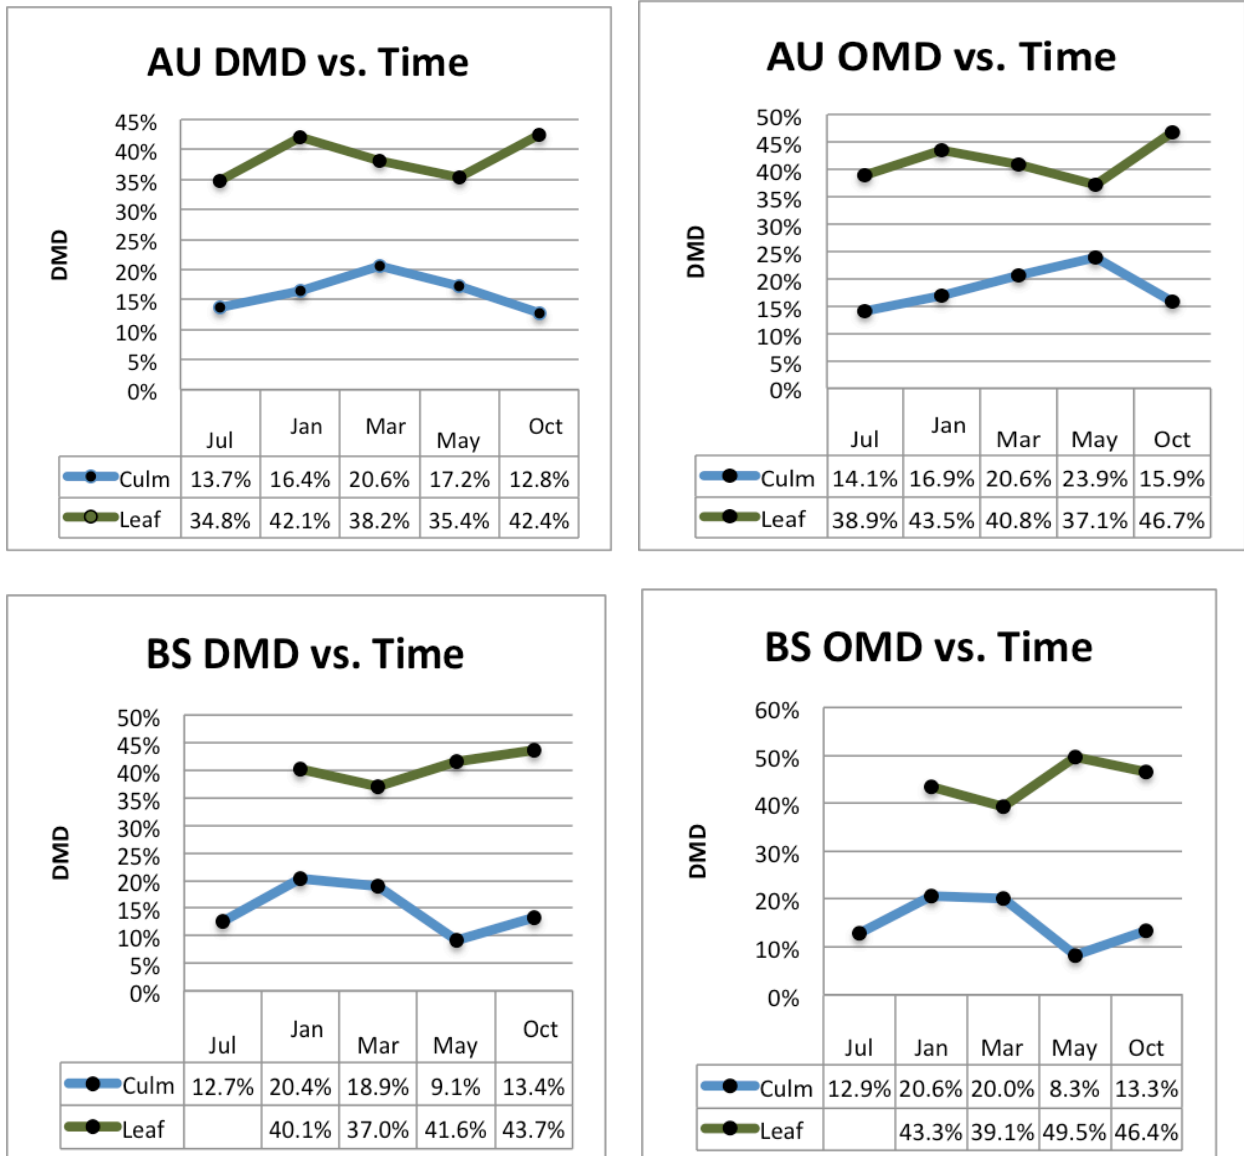 AU DMD vs. Time
45%
40%
35%
30%
25%
20%
15%
10%
5%
0%
DMD
Jul Jan Mar May Oct
Culm 13.7% 16.4% 20.6% 17.2% 12.8%
Leaf 34.8% 42.1% 38.2% 35.4% 42.4%
AU OMD vs. Time
50%
45%
40%
35%
30%
25%
20%
15%
10%
5%
0%
DMD
Jul Jan Mar May Oct
Culm 14.1% 16.9% 20.6% 23.9% 15.9%
Leaf 38.9% 43.5% 40.8% 37.1% 46.7%
BS DMD vs. Time
50%
45%
40%
35%
30%
25%
20%
15%
10%
5%
0%
DMD
Jul Jan Mar May Oct
Culm 12.7% 20.4% 18.9% 9.1% 13.4%
Leaf 40.1% 37.0% 41.6% 43.7%
BS OMD vs. Time
60%
50%
40%
30%
20%
10%
0%
DMD
Jul Jan Mar May Oct
Culm 12.9% 20.6% 20.0% 8.3% 13.3%
Leaf 43.3% 39.1% 49.5% 46.4%